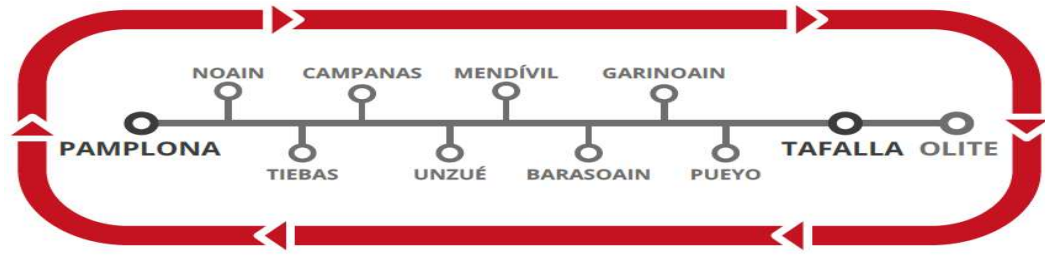 NOAIN CAMPANAS MENDÍVIL GARINOAIN
PAMPLONA TAFALLA OLITE
TIEBAS UNZUÉ BARASOAIN PUEYO